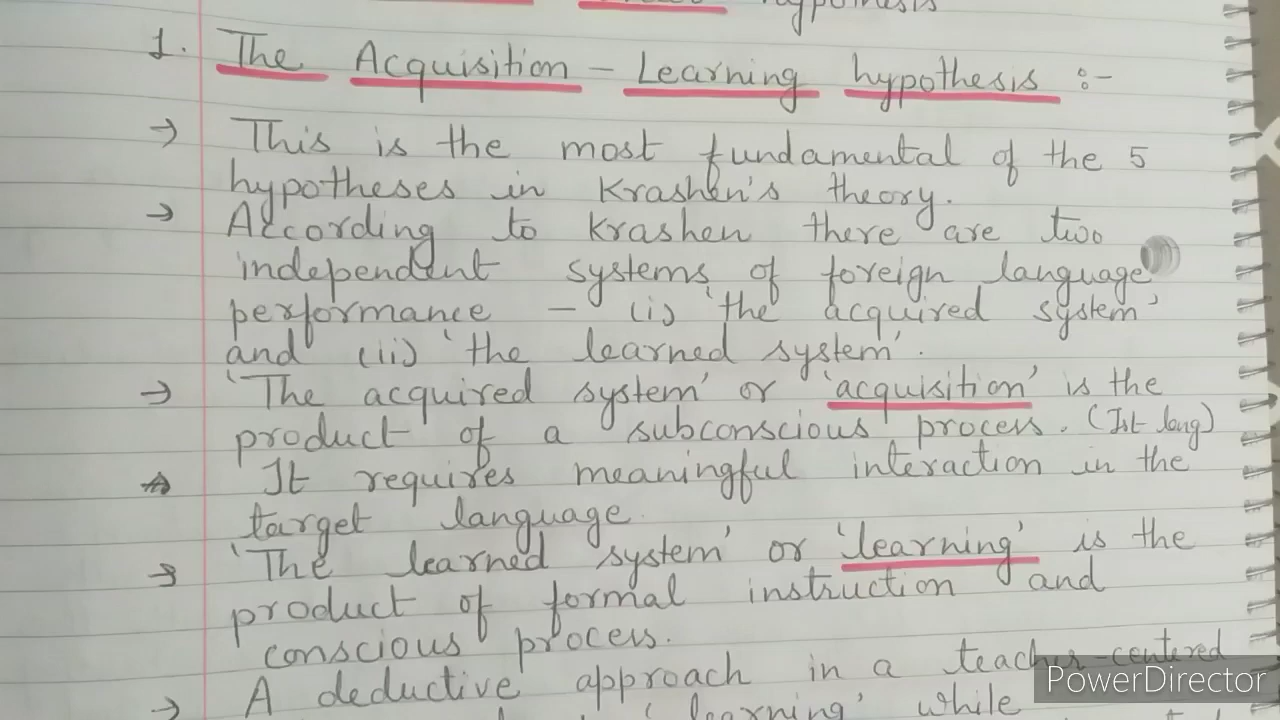 hypothesis
1. The Acquisition - Learning hypothesis :-
→ This is the most fundamental of the 5
hypotheses in Krashen's theory.
→ According to Krashen there are two
independent systems of foreign language
performance - (i) 'the acquired system'
and (ii) 'the learned system'.
→ 'The acquired system' or 'acquisition' is the
product of a subconscious process. (Ist lang)
→ It requires meaningful interaction in the
target language.
→ 'The learned system' or 'learning' is the
product of formal instruction and
conscious process.
→ A deductive approach in a teacher-centered
'learning' while
PowerDirector